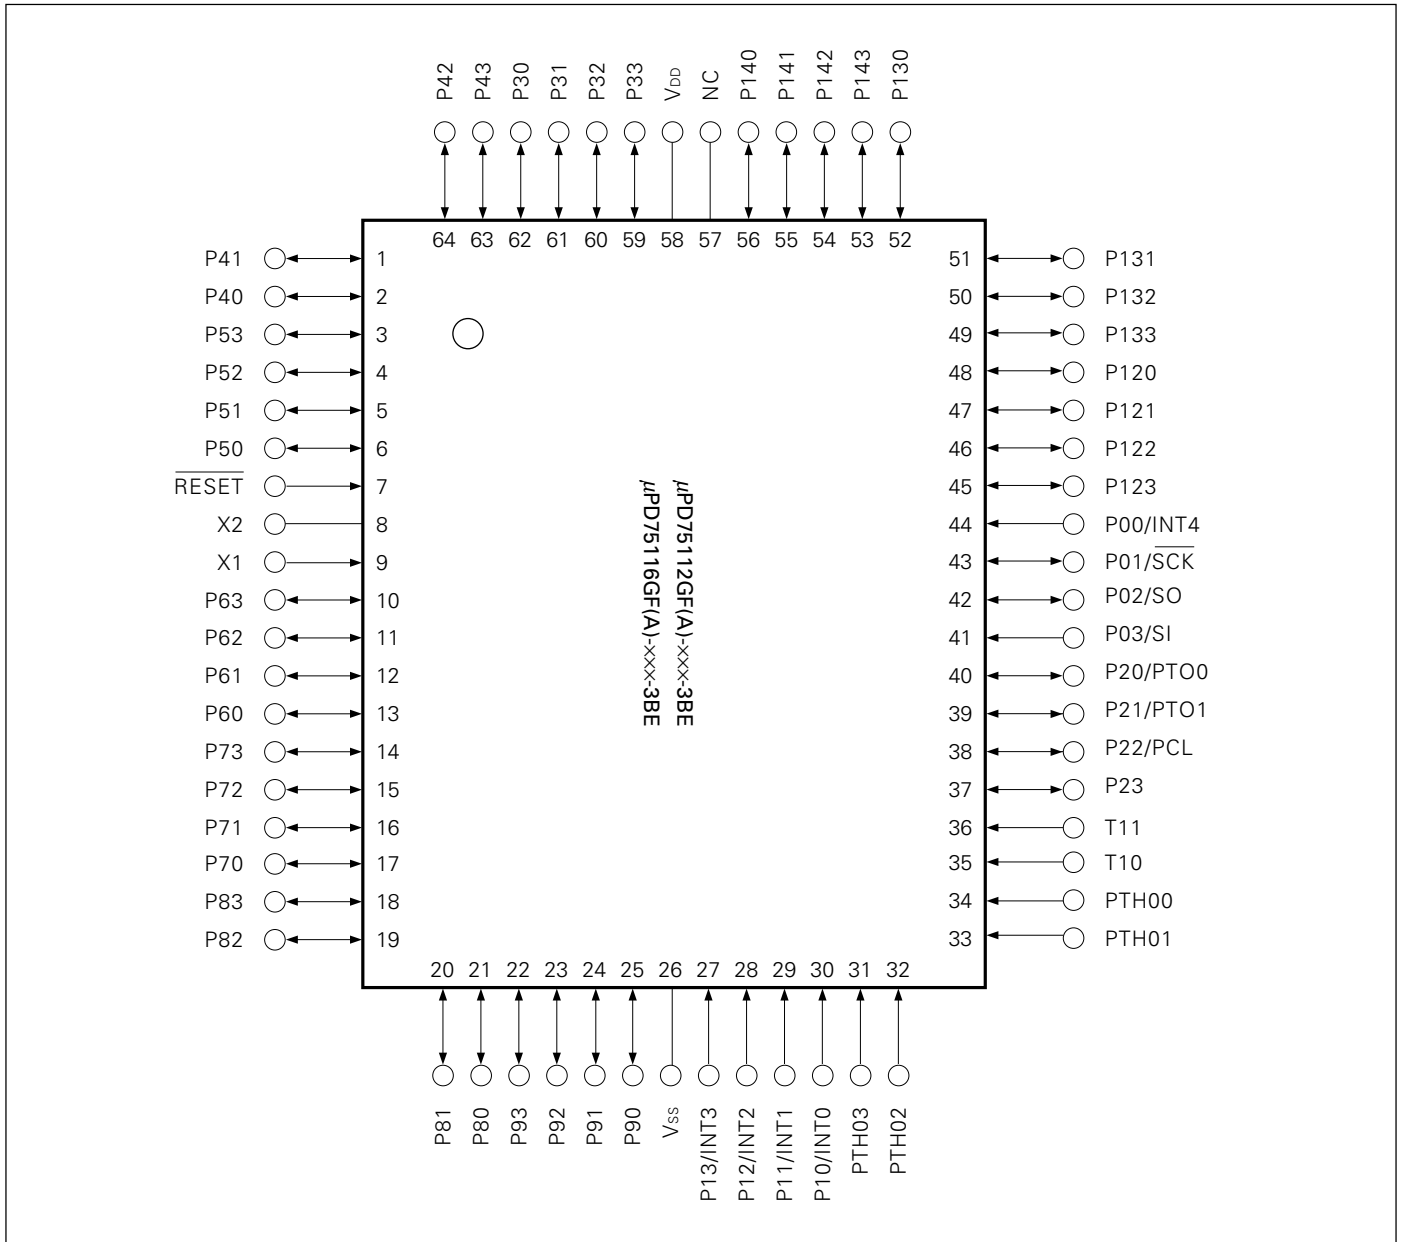 P42 P43 P30 P31 P32 P33 VDD NC P140 P141 P142 P143 P130
64 63 62 61 60 59 58 57 56 55 54 53 52
P41 1 51 P131
P40 2 50 P132
P53 3 49 P133
P52 4 48 P120
P51 5 47 P121
P50 6 46 P122
RESET 7 45 P123
X2 8 44 P00/INT4
X1 9 43 P01/SCK
P63 10 42 P02/SO
P62 11 41 P03/SI
P61 12 40 P20/PTO0
P60 13 39 P21/PTO1
P73 14 38 P22/PCL
P72 15 37 P23
P71 16 36 T11
P70 17 35 T10
P83 18 34 PTH00
P82 19 33 PTH01
μPD75112GF(A)-×××-3BE
μPD75116GF(A)-×××-3BE
20 21 22 23 24 25 26 27 28 29 30 31 32
P81 P80 P93 P92 P91 P90 VSS P13/INT3 P12/INT2 P11/INT1 P10/INT0 PTH03 PTH02